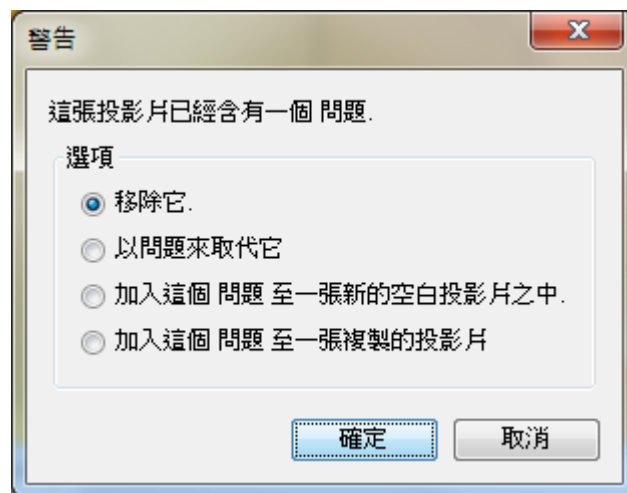 警告
這張投影片已經含有一個 問題.
選項
移除它.
以問題來取代它
加入這個 問題 至一張新的空白投影片之中.
加入這個 問題 至一張複製的投影片
確定
取消